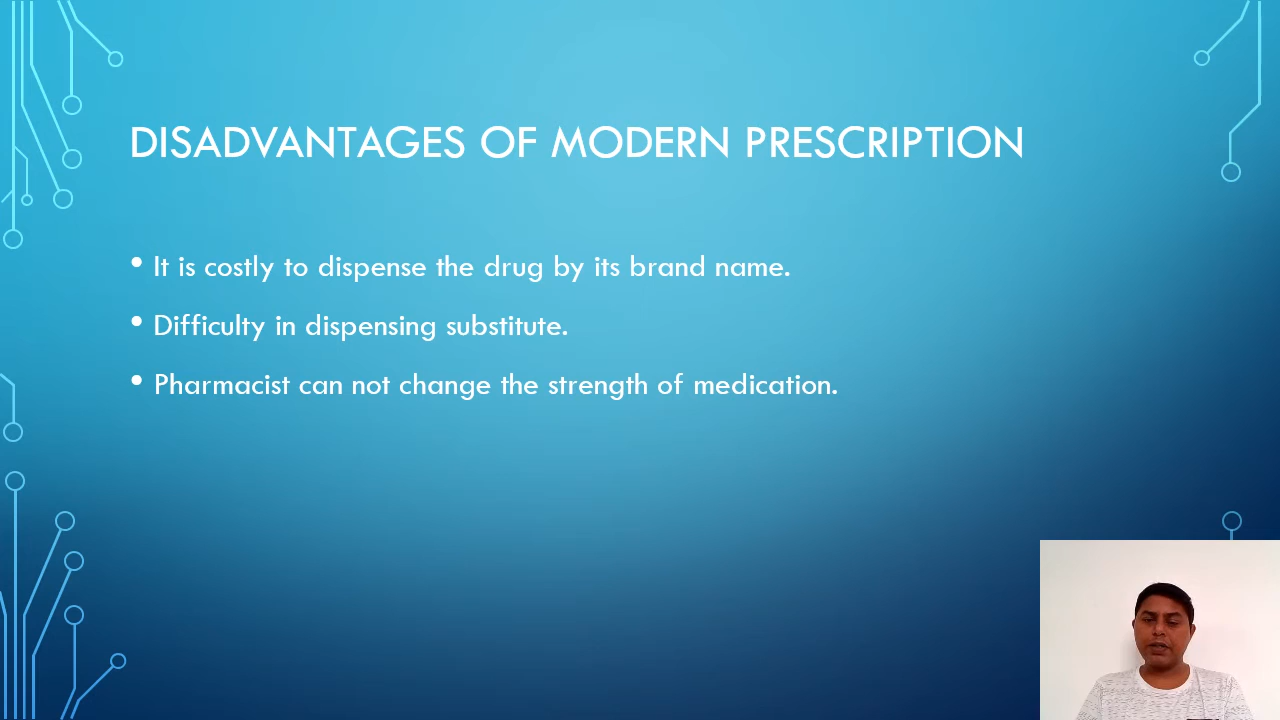 DISADVANTAGES OF MODERN PRESCRIPTION
• It is costly to dispense the drug by its brand name.
• Difficulty in dispensing substitute.
• Pharmacist can not change the strength of medication.